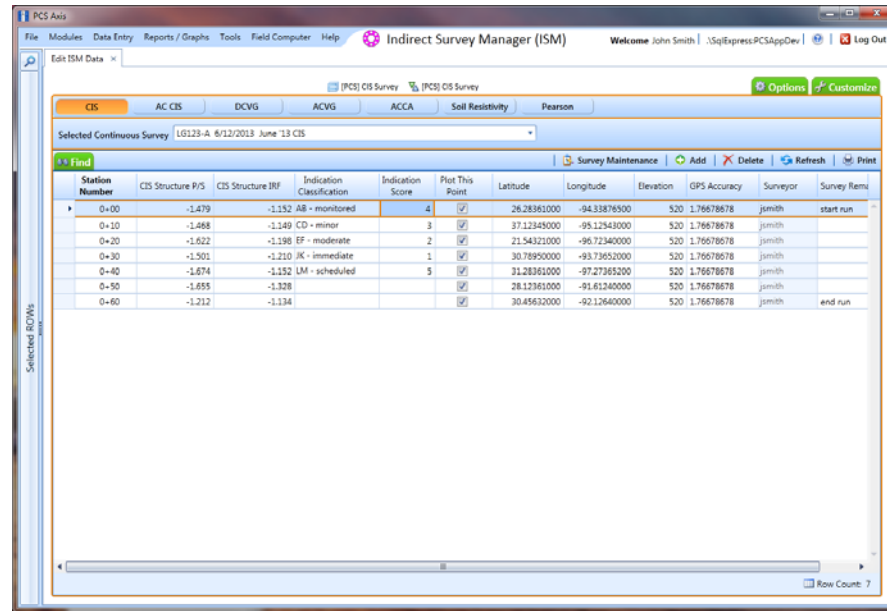 PCS Axis
File Modules Data Entry Reports / Graphs Tools Field Computer Help Indirect Survey Manager (ISM) Welcome John Smith | .\SqlExpress:PCSAppDev | Log Out
Edit ISM Data ×
[PCS] CIS Survey [PCS] CIS Survey
Options Customize
CIS AC CIS DCVG ACVG ACCA Soil Resistivity Pearson
Selected Continuous Survey LG123-A 6/12/2013 June '13 CIS
Find | Survey Maintenance | Add | Delete | Refresh | Print
Station Number CIS Structure P/S CIS Structure IRF Indication Classification Indication Score Plot This Point Latitude Longitude Elevation GPS Accuracy Surveyor Survey Rema
0+00 -1.479 -1.152 AB - monitored 4 26.28361000 -94.33876500 520 1.76678678 jsmith start run
0+10 -1.468 -1.149 CD - minor 3 37.12345000 -95.12543000 520 1.76678678 jsmith
0+20 -1.622 -1.198 EF - moderate 2 21.54321000 -96.72340000 520 1.76678678 jsmith
0+30 -1.501 -1.210 JK - immediate 1 30.78950000 -93.73652000 520 1.76678678 jsmith
0+40 -1.674 -1.152 LM - scheduled 5 31.28361000 -97.27365200 520 1.76678678 jsmith
0+50 -1.655 -1.328 28.12361000 -91.61240000 520 1.76678678 jsmith
0+60 -1.212 -1.134 30.45632000 -92.12640000 520 1.76678678 jsmith end run
Selected ROWs
Row Count: 7